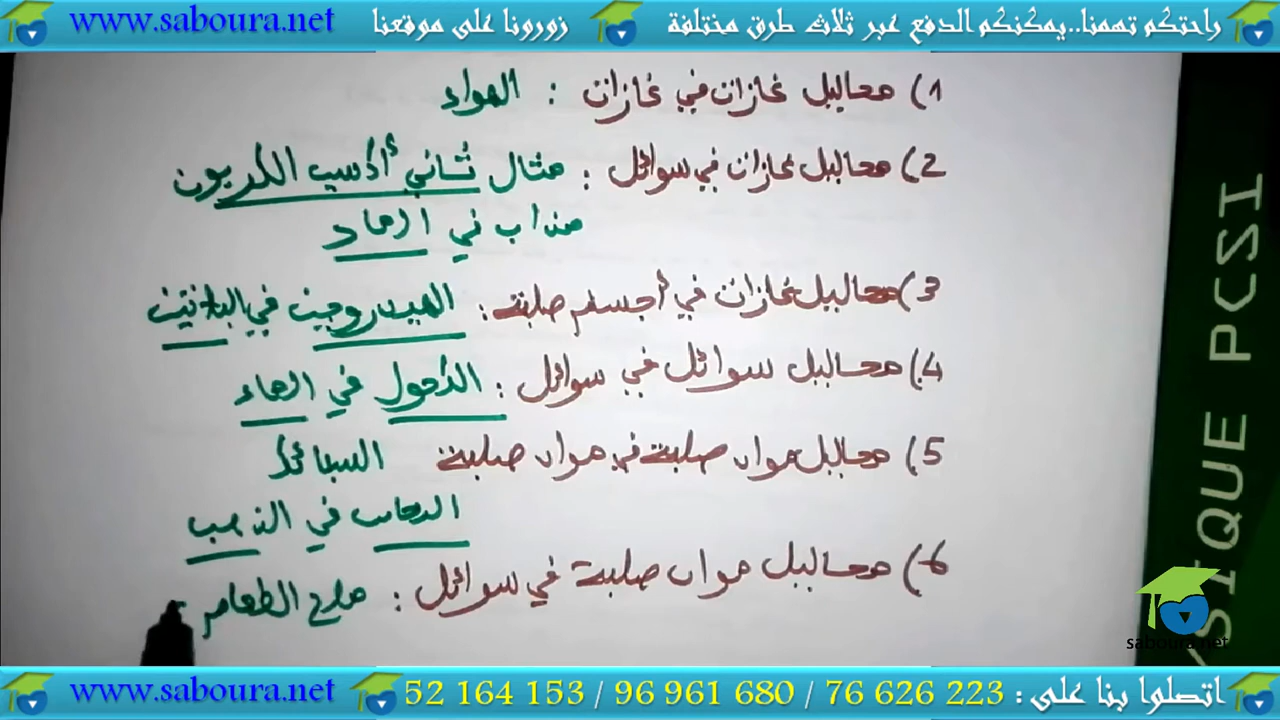 راحتكم تهمنا..يمكنكم الدفع عبر ثلاث طرق مختلفة زورونا على موقعنا www.saboura.net
1) محاليل غازات في غازات : الهواء
2) محاليل غازات في سوائل : مثال ثاني أكسيد الكربون
مذاب في الماء
3) محاليل غازات في أجسام صلبة : الهيدروجين في البلاتين
4) محاليل سوائل في سوائل : الكحول في الماء
5) محاليل مواد صلبة في مواد صلبة السبائك
النحاس في الذهب
6) محاليل مواد صلبة في سوائل : ملح الطعام
SIQUE PCSI
saboura.net
اتصلوا بنا على : 52 164 153 / 96 961 680 / 76 626 223 www.saboura.net